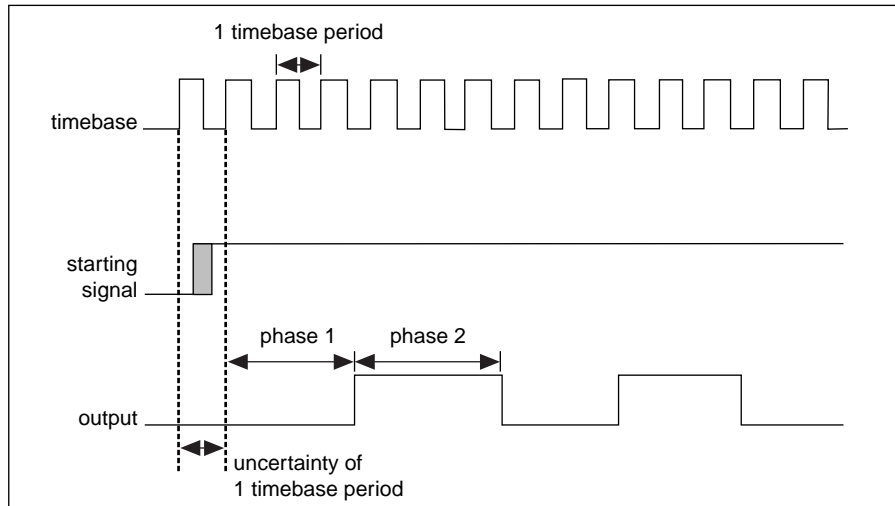 1 timebase period
timebase
starting
signal
phase 1
phase 2
output
uncertainty of
1 timebase period